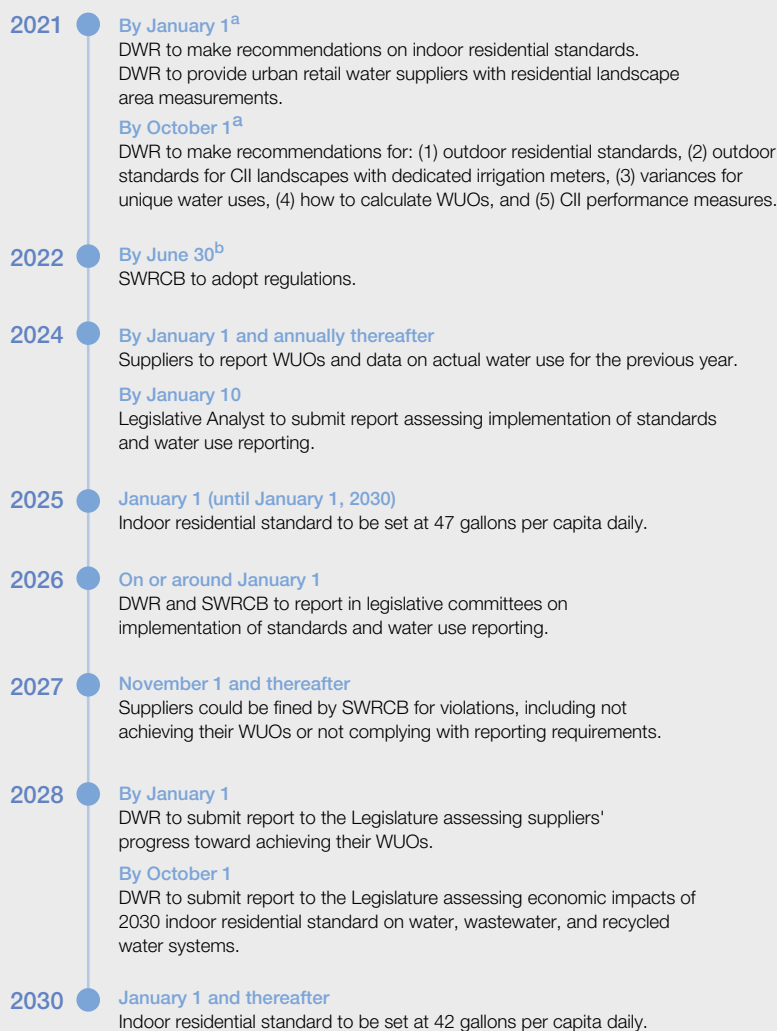 2021
By January 1a
DWR to make recommendations on indoor residential standards.
DWR to provide urban retail water suppliers with residential landscape
area measurements.
By October 1a
DWR to make recommendations for: (1) outdoor residential standards, (2) outdoor
standards for CII landscapes with dedicated irrigation meters, (3) variances for
unique water uses, (4) how to calculate WUOs, and (5) CII performance measures.
2022
By June 30b
SWRCB to adopt regulations.
2024
By January 1 and annually thereafter
Suppliers to report WUOs and data on actual water use for the previous year.
By January 10
Legislative Analyst to submit report assessing implementation of standards
and water use reporting.
2025
January 1 (until January 1, 2030)
Indoor residential standard to be set at 47 gallons per capita daily.
2026
On or around January 1
DWR and SWRCB to report in legislative committees on
implementation of standards and water use reporting.
2027
November 1 and thereafter
Suppliers could be fined by SWRCB for violations, including not
achieving their WUOs or not complying with reporting requirements.
2028
By January 1
DWR to submit report to the Legislature assessing suppliers'
progress toward achieving their WUOs.
By October 1
DWR to submit report to the Legislature assessing economic impacts of
2030 indoor residential standard on water, wastewater, and recycled
water systems.
2030
January 1 and thereafter
Indoor residential standard to be set at 42 gallons per capita daily.